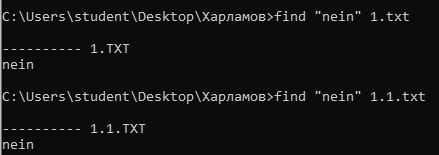 C:\Users\student\Desktop\Харламов>find "nein" 1.txt
---------- 1.TXT
nein
C:\Users\student\Desktop\Харламов>find "nein" 1.1.txt
---------- 1.1.TXT
nein